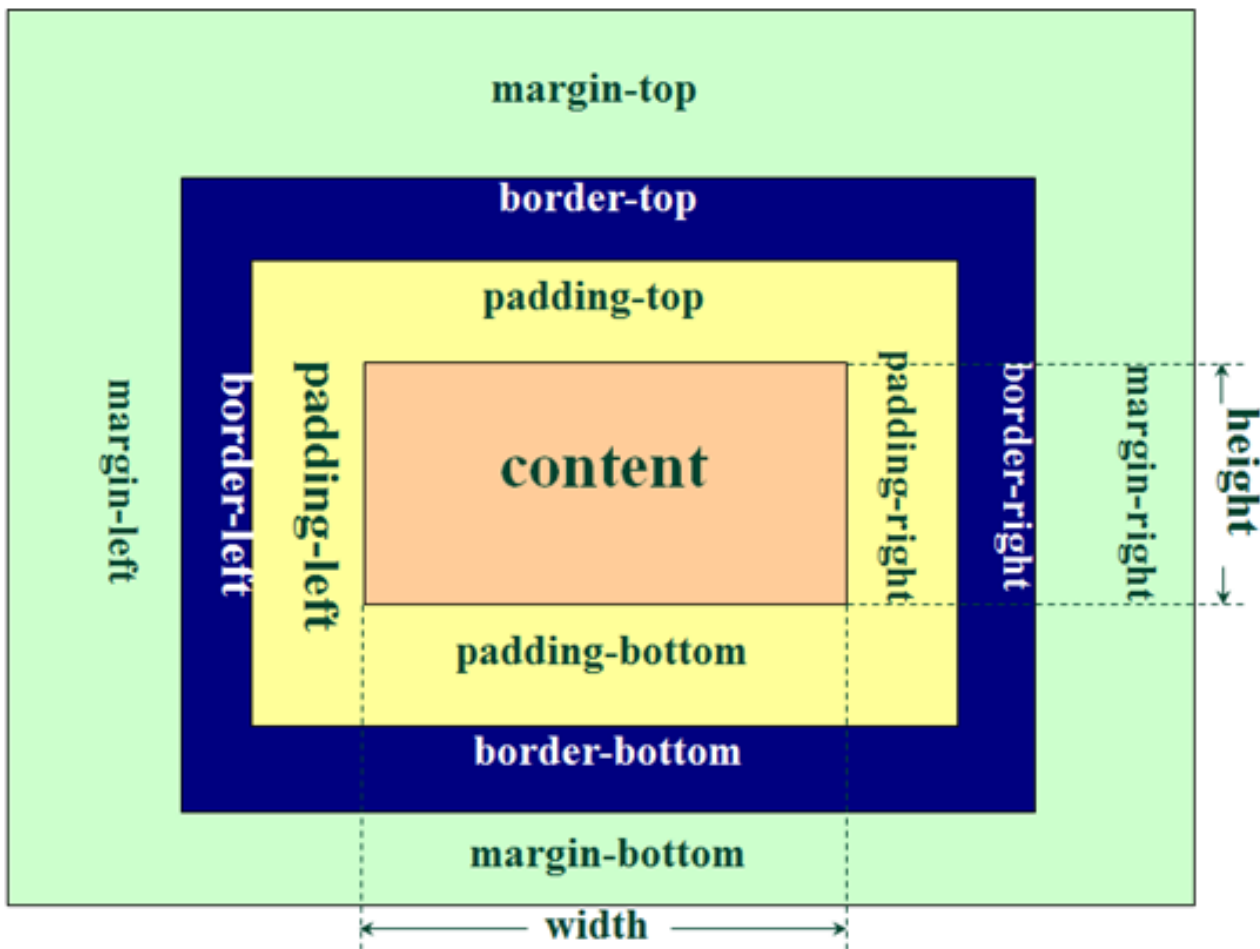 margin-top
border-top
padding-top
margin-left
border-left
padding-left
content
padding-right
border-right
margin-right
height
padding-bottom
border-bottom
margin-bottom
width